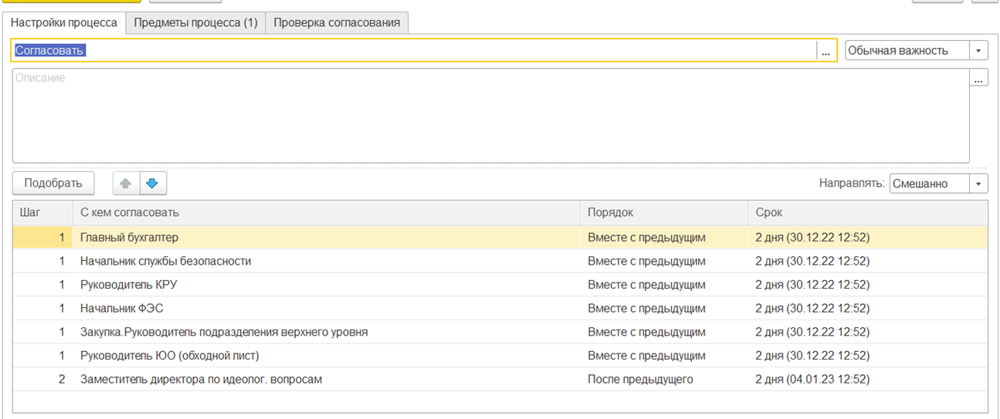 Настройки процесса Предметы процесса (1) Проверка согласования
Согласовать ... Обычная важность
Описание ...
Подобрать Направлять: Смешанно
Шаг С кем согласовать Порядок Срок
1 Главный бухгалтер Вместе с предыдущим 2 дня (30.12.22 12:52)
1 Начальник службы безопасности Вместе с предыдущим 2 дня (30.12.22 12:52)
1 Руководитель КРУ Вместе с предыдущим 2 дня (30.12.22 12:52)
1 Начальник ФЭС Вместе с предыдущим 2 дня (30.12.22 12:52)
1 Закупка.Руководитель подразделения верхнего уровня Вместе с предыдущим 2 дня (30.12.22 12:52)
1 Руководитель ЮО (обходной лист) Вместе с предыдущим 2 дня (30.12.22 12:52)
2 Заместитель директора по идеолог. вопросам После предыдущего 2 дня (04.01.23 12:52)